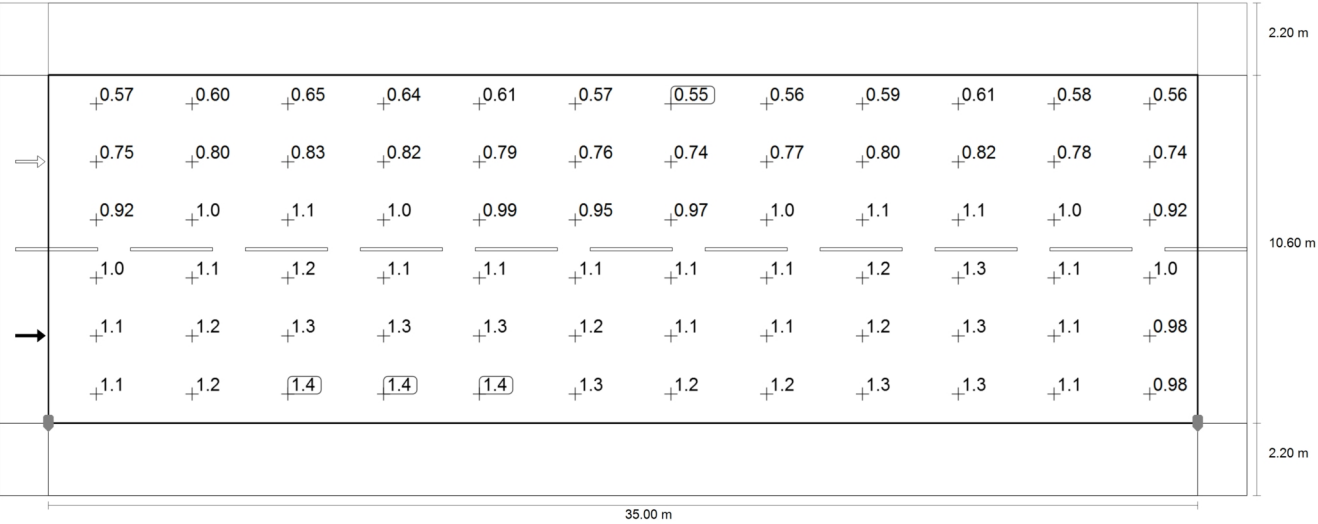 2.20 m
0.57 0.60 0.65 0.64 0.61 0.57 0.55 0.56 0.59 0.61 0.58 0.56
0.75 0.80 0.83 0.82 0.79 0.76 0.74 0.77 0.80 0.82 0.78 0.74
0.92 1.0 1.1 1.0 0.99 0.95 0.97 1.0 1.1 1.1 1.0 0.92
10.60 m
1.0 1.1 1.2 1.1 1.1 1.1 1.1 1.1 1.2 1.3 1.1 1.0
1.1 1.2 1.3 1.3 1.3 1.2 1.1 1.1 1.2 1.3 1.1 0.98
1.1 1.2 1.4 1.4 1.4 1.3 1.2 1.2 1.3 1.3 1.1 0.98
2.20 m
35.00 m